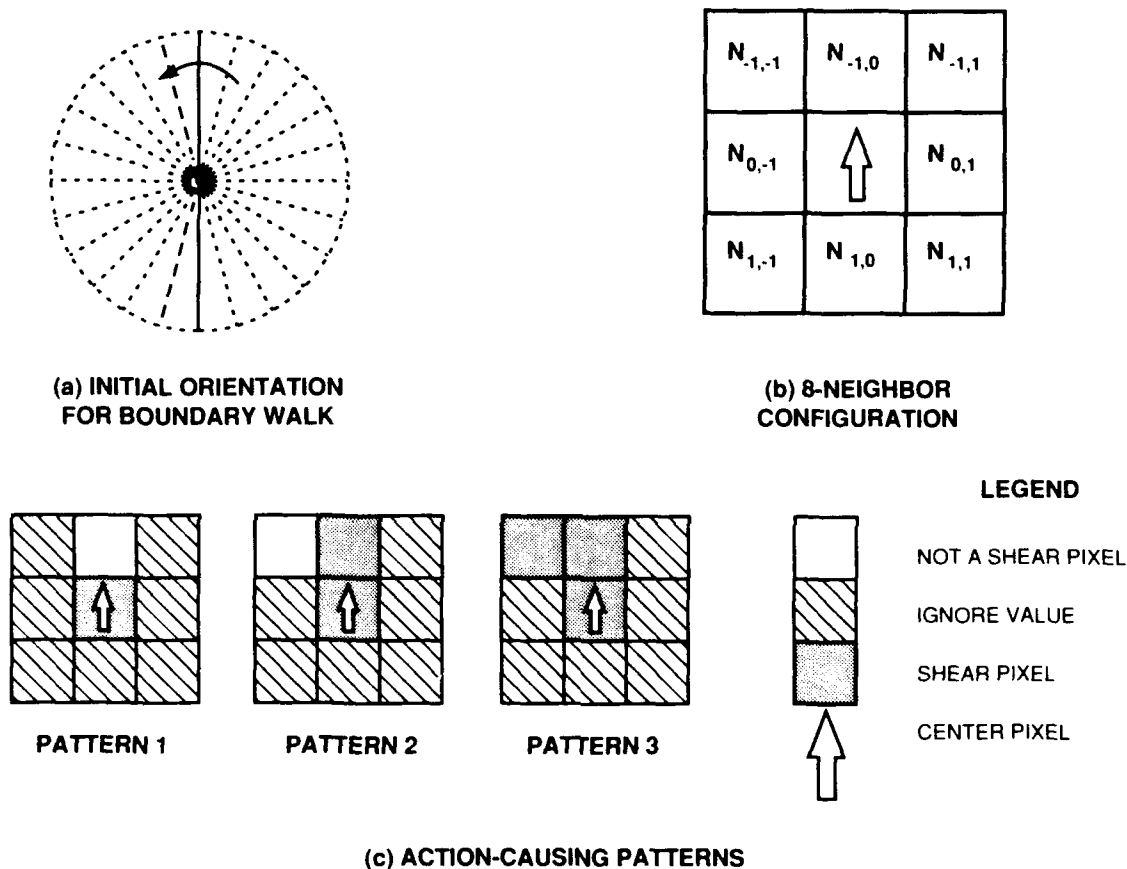 N-1,-1 N-1,0 N-1,1
N0,-1 N0,1
N1,-1 N1,0 N1,1
(a) INITIAL ORIENTATION
FOR BOUNDARY WALK
(b) 8-NEIGHBOR
CONFIGURATION
LEGEND
NOT A SHEAR PIXEL
IGNORE VALUE
SHEAR PIXEL
CENTER PIXEL
PATTERN 1
PATTERN 2
PATTERN 3
(c) ACTION-CAUSING PATTERNS